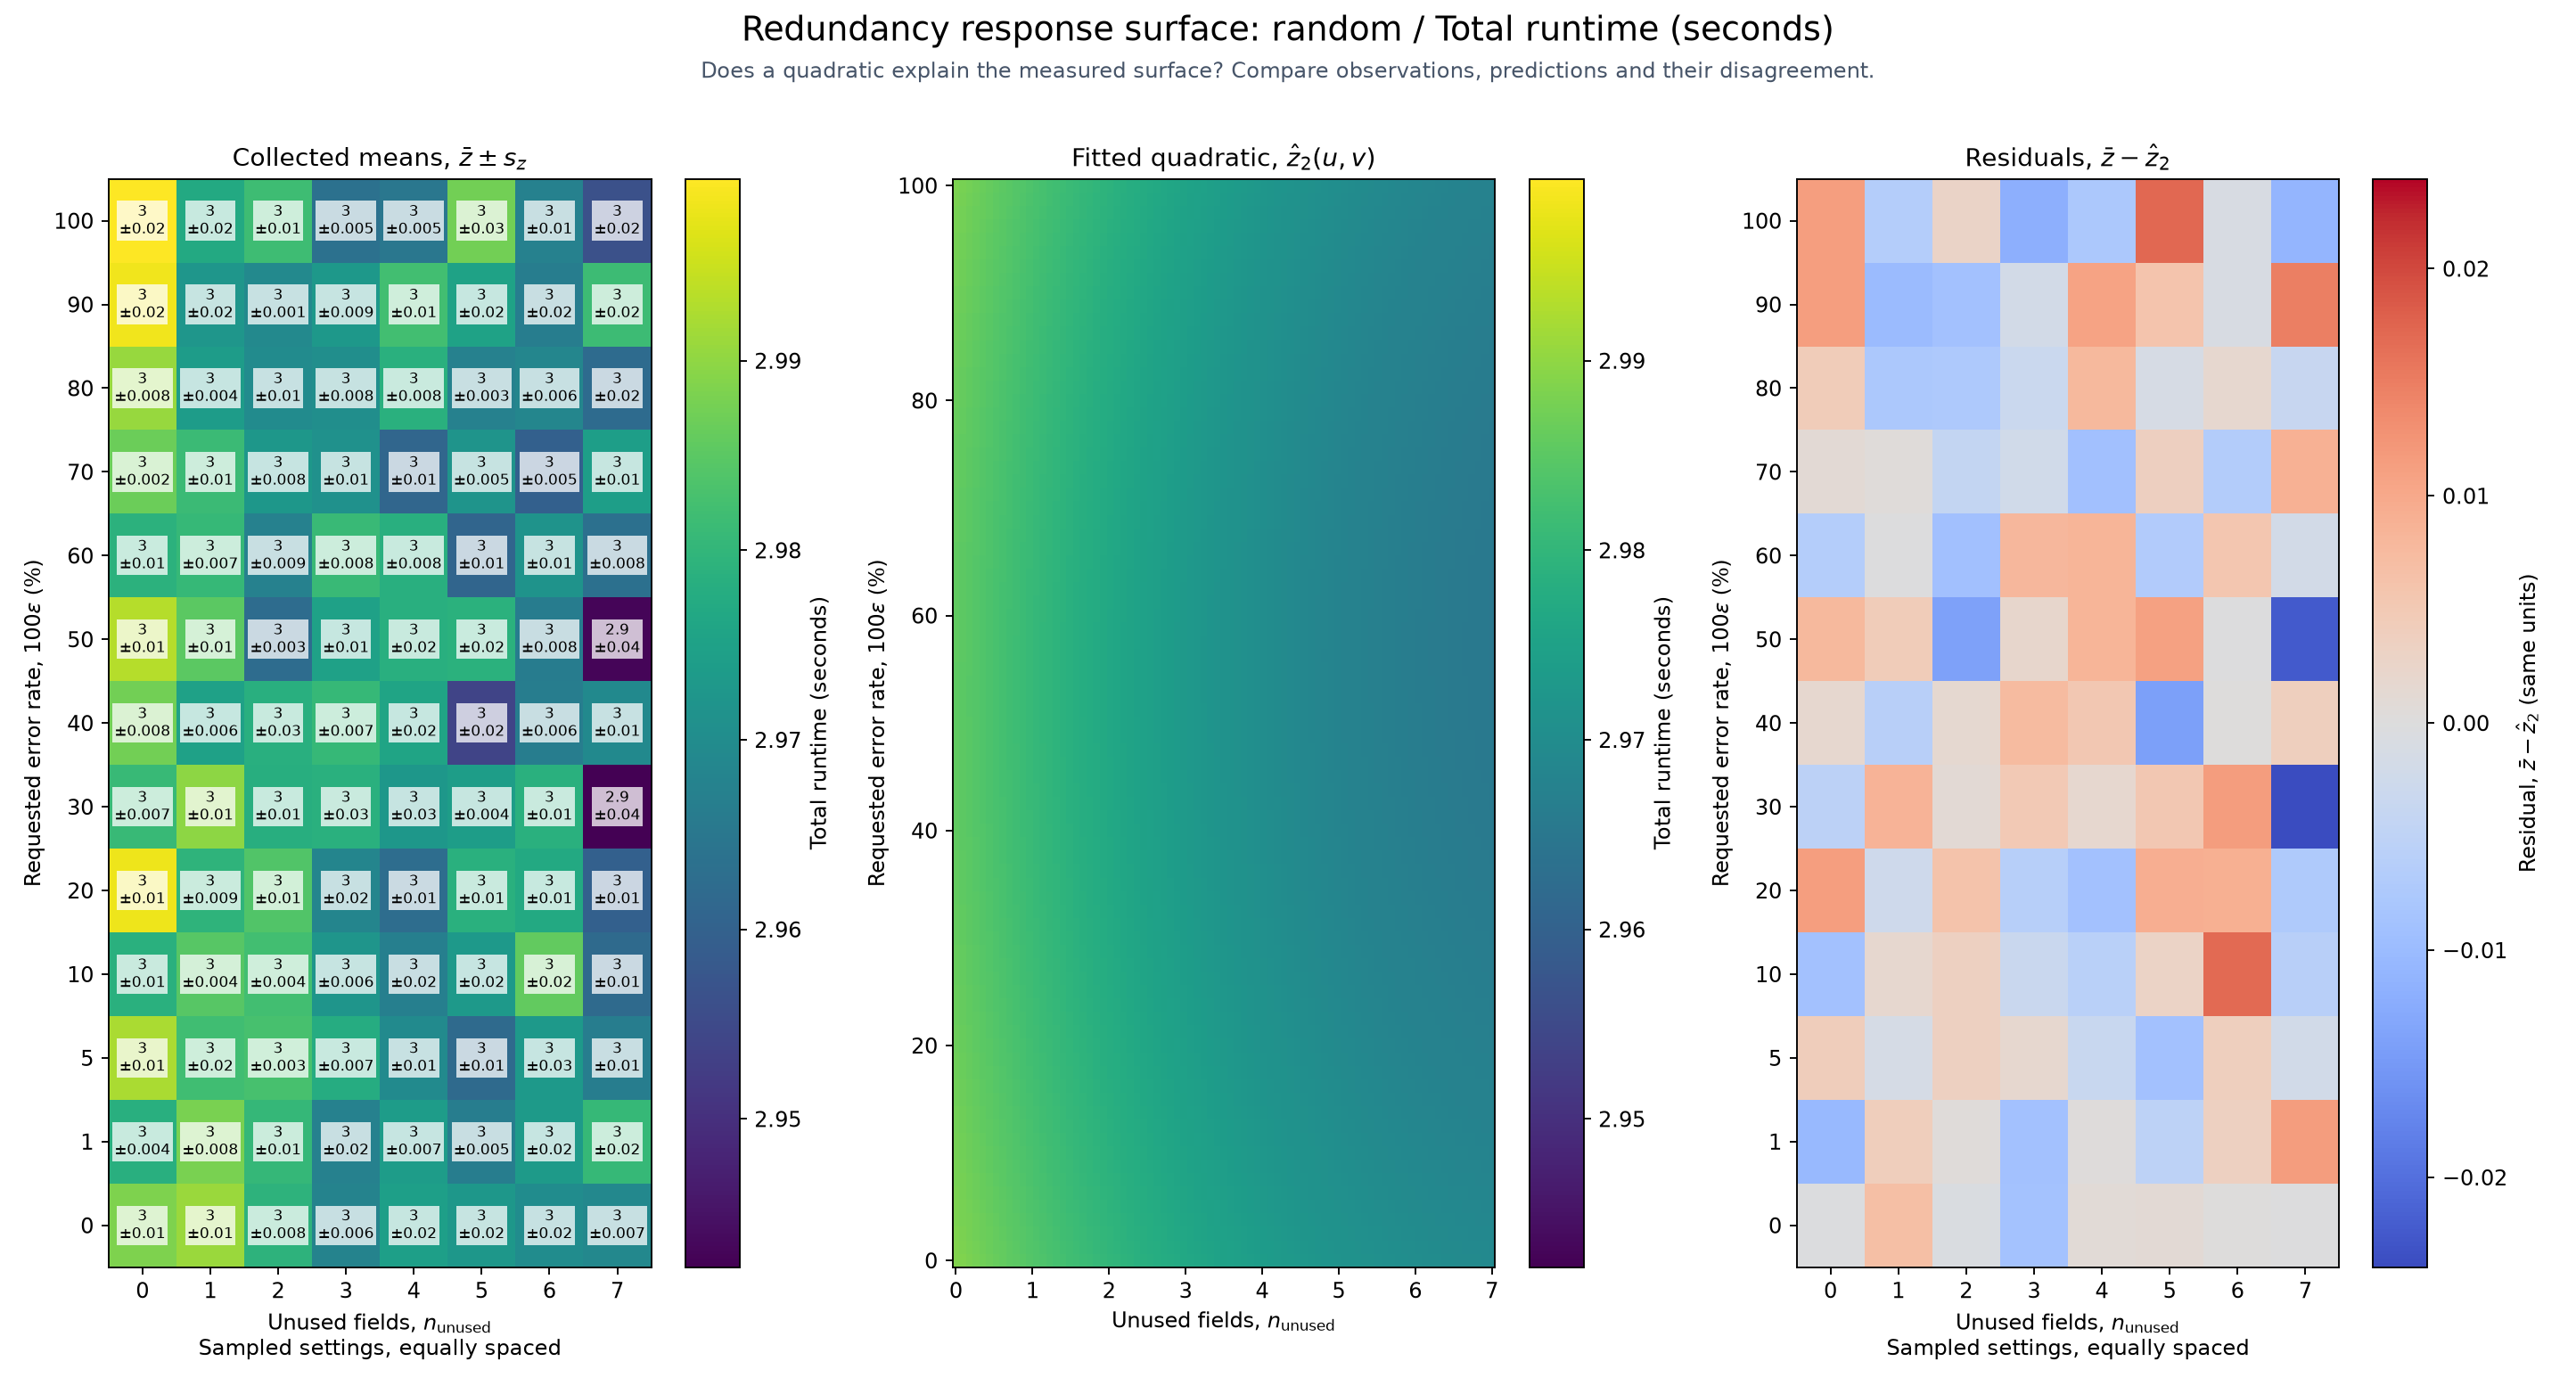 Redundancy response surface: random / Total runtime (seconds)
Does a quadratic explain the measured surface? Compare observations, predictions and their disagreement.
Collected means, z̄ ± s_z
Requested error rate, 100ε (%)
100
90
80
70
60
50
40
30
20
10
5
1
0
3 3 3 3 3 3 3 3
±0.02 ±0.02 ±0.01 ±0.005 ±0.005 ±0.03 ±0.01 ±0.02
3 3 3 3 3 3 3 3
±0.02 ±0.02 ±0.001 ±0.009 ±0.01 ±0.02 ±0.02 ±0.02
3 3 3 3 3 3 3 3
±0.008 ±0.004 ±0.01 ±0.008 ±0.008 ±0.003 ±0.006 ±0.02
3 3 3 3 3 3 3 3
±0.002 ±0.01 ±0.008 ±0.01 ±0.01 ±0.005 ±0.005 ±0.01
3 3 3 3 3 3 3 3
±0.01 ±0.007 ±0.009 ±0.008 ±0.008 ±0.01 ±0.01 ±0.008
3 3 3 3 3 3 3 2.9
±0.01 ±0.01 ±0.003 ±0.01 ±0.02 ±0.02 ±0.008 ±0.04
3 3 3 3 3 3 3 3
±0.008 ±0.006 ±0.03 ±0.007 ±0.02 ±0.02 ±0.006 ±0.01
3 3 3 3 3 3 3 2.9
±0.007 ±0.01 ±0.01 ±0.03 ±0.03 ±0.004 ±0.01 ±0.04
3 3 3 3 3 3 3 3
±0.01 ±0.009 ±0.01 ±0.02 ±0.01 ±0.01 ±0.01 ±0.01
3 3 3 3 3 3 3 3
±0.01 ±0.004 ±0.004 ±0.006 ±0.02 ±0.02 ±0.02 ±0.01
3 3 3 3 3 3 3 3
±0.01 ±0.02 ±0.003 ±0.007 ±0.01 ±0.01 ±0.03 ±0.01
3 3 3 3 3 3 3 3
±0.004 ±0.008 ±0.01 ±0.02 ±0.007 ±0.005 ±0.02 ±0.02
3 3 3 3 3 3 3 3
±0.01 ±0.01 ±0.008 ±0.006 ±0.02 ±0.02 ±0.02 ±0.007
0 1 2 3 4 5 6 7
Unused fields, n_unused
Sampled settings, equally spaced
2.99
2.98
2.97
2.96
2.95
Total runtime (seconds)
Fitted quadratic, ẑ₂(u, v)
Requested error rate, 100ε (%)
100
80
60
40
20
0
0 1 2 3 4 5 6 7
Unused fields, n_unused
2.99
2.98
2.97
2.96
2.95
Total runtime (seconds)
Residuals, z̄ − ẑ₂
Requested error rate, 100ε (%)
100
90
80
70
60
50
40
30
20
10
5
1
0
0 1 2 3 4 5 6 7
Unused fields, n_unused
Sampled settings, equally spaced
0.02
0.01
0.00
−0.01
−0.02
Residual, z̄ − ẑ₂ (same units)